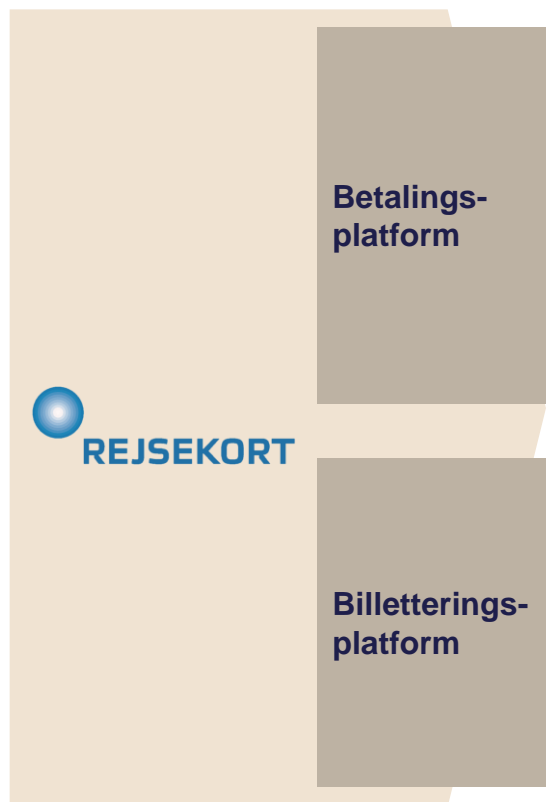 Betalings-
platform
REJSEKORT
Billetterings-
platform